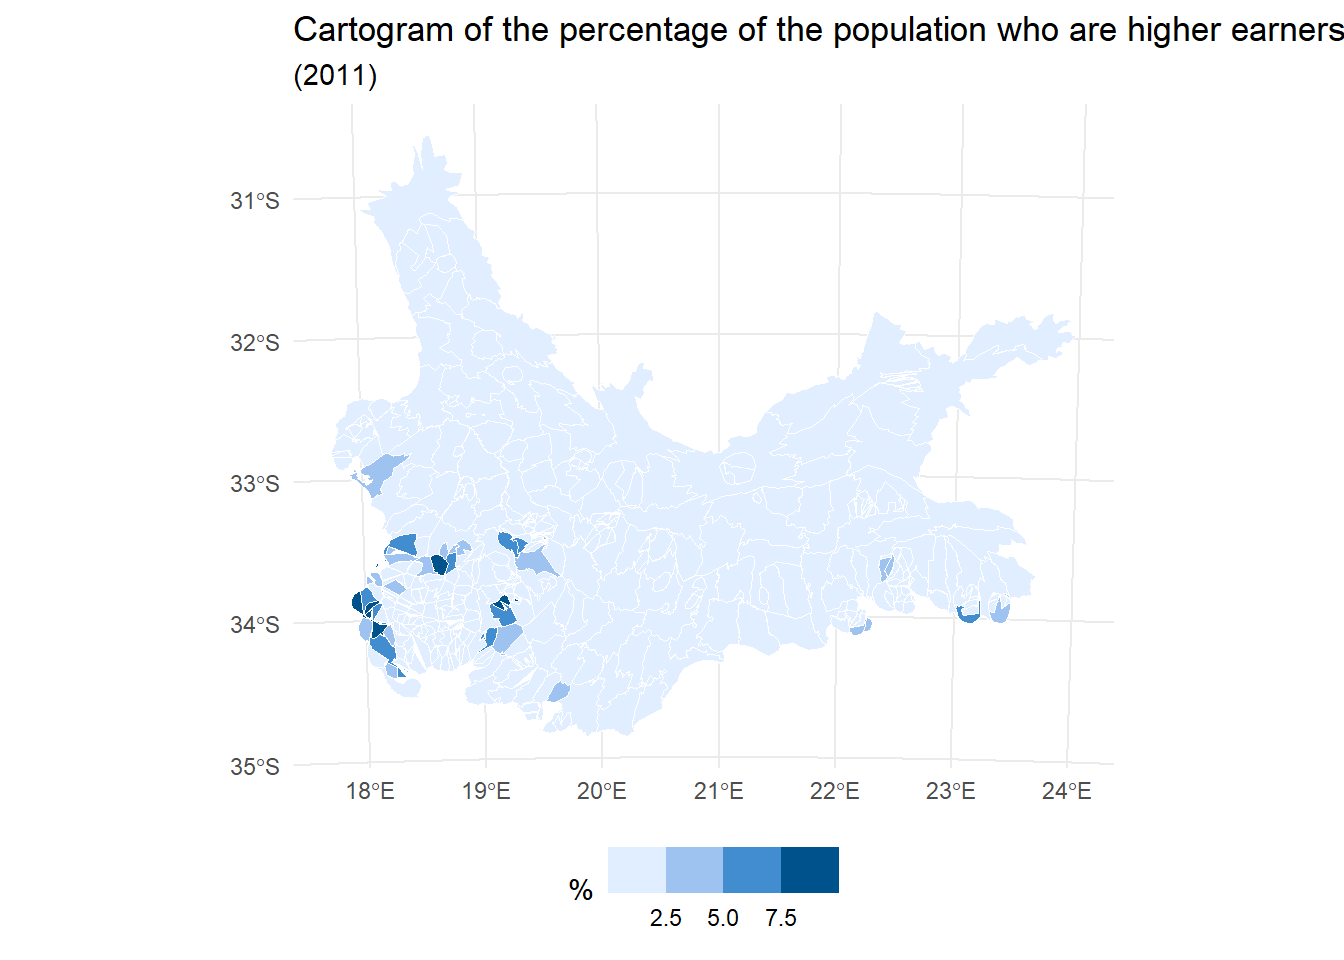 Cartogram of the percentage of the population who are higher earners
(2011)
31°S
32°S
33°S
34°S
35°S
18°E 19°E 20°E 21°E 22°E 23°E 24°E
%
2.5 5.0 7.5